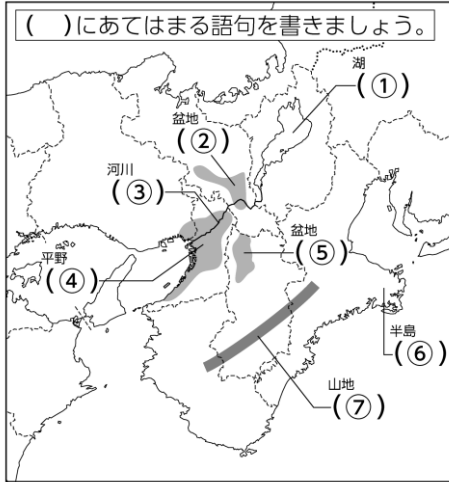 ( )にあてはまる語句を書きましょう。
湖
(①)
盆地
(②)
河川
(③)
平野
(④)
盆地
(⑤)
半島
(⑥)
山地
(⑦)